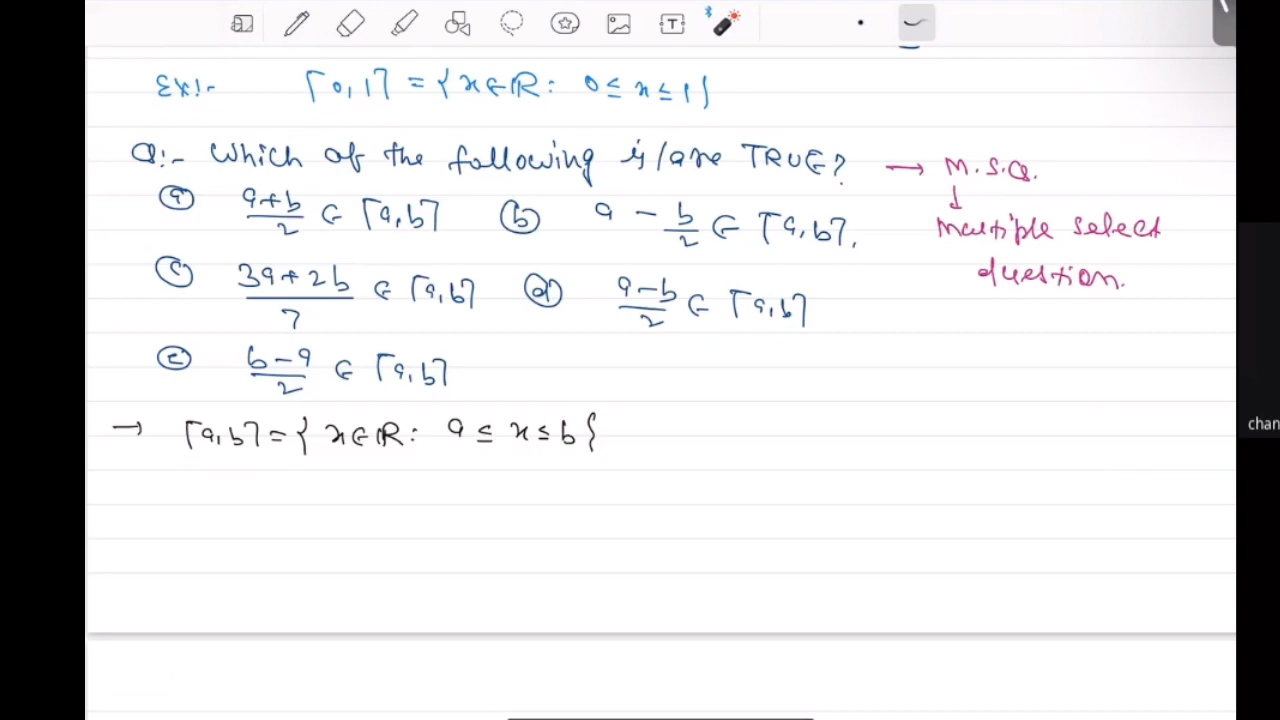 Ex:- [0,1] = {x∈ℝ: 0 ≤ x ≤ 1}
Q:- Which of the following is/are TRUE? → M.S.Q.
↓
(a) a+b/2 ∈ [a,b] (b) a - b/2 ∈ [a,b]. Multiple select
question.
(c) 3a+2b/7 ∈ [a,b] (d) a-b/2 ∈ [a,b]
(e) b-a/2 ∈ [a,b]
→ [a,b] = { x∈ℝ: a ≤ x ≤ b}
chan